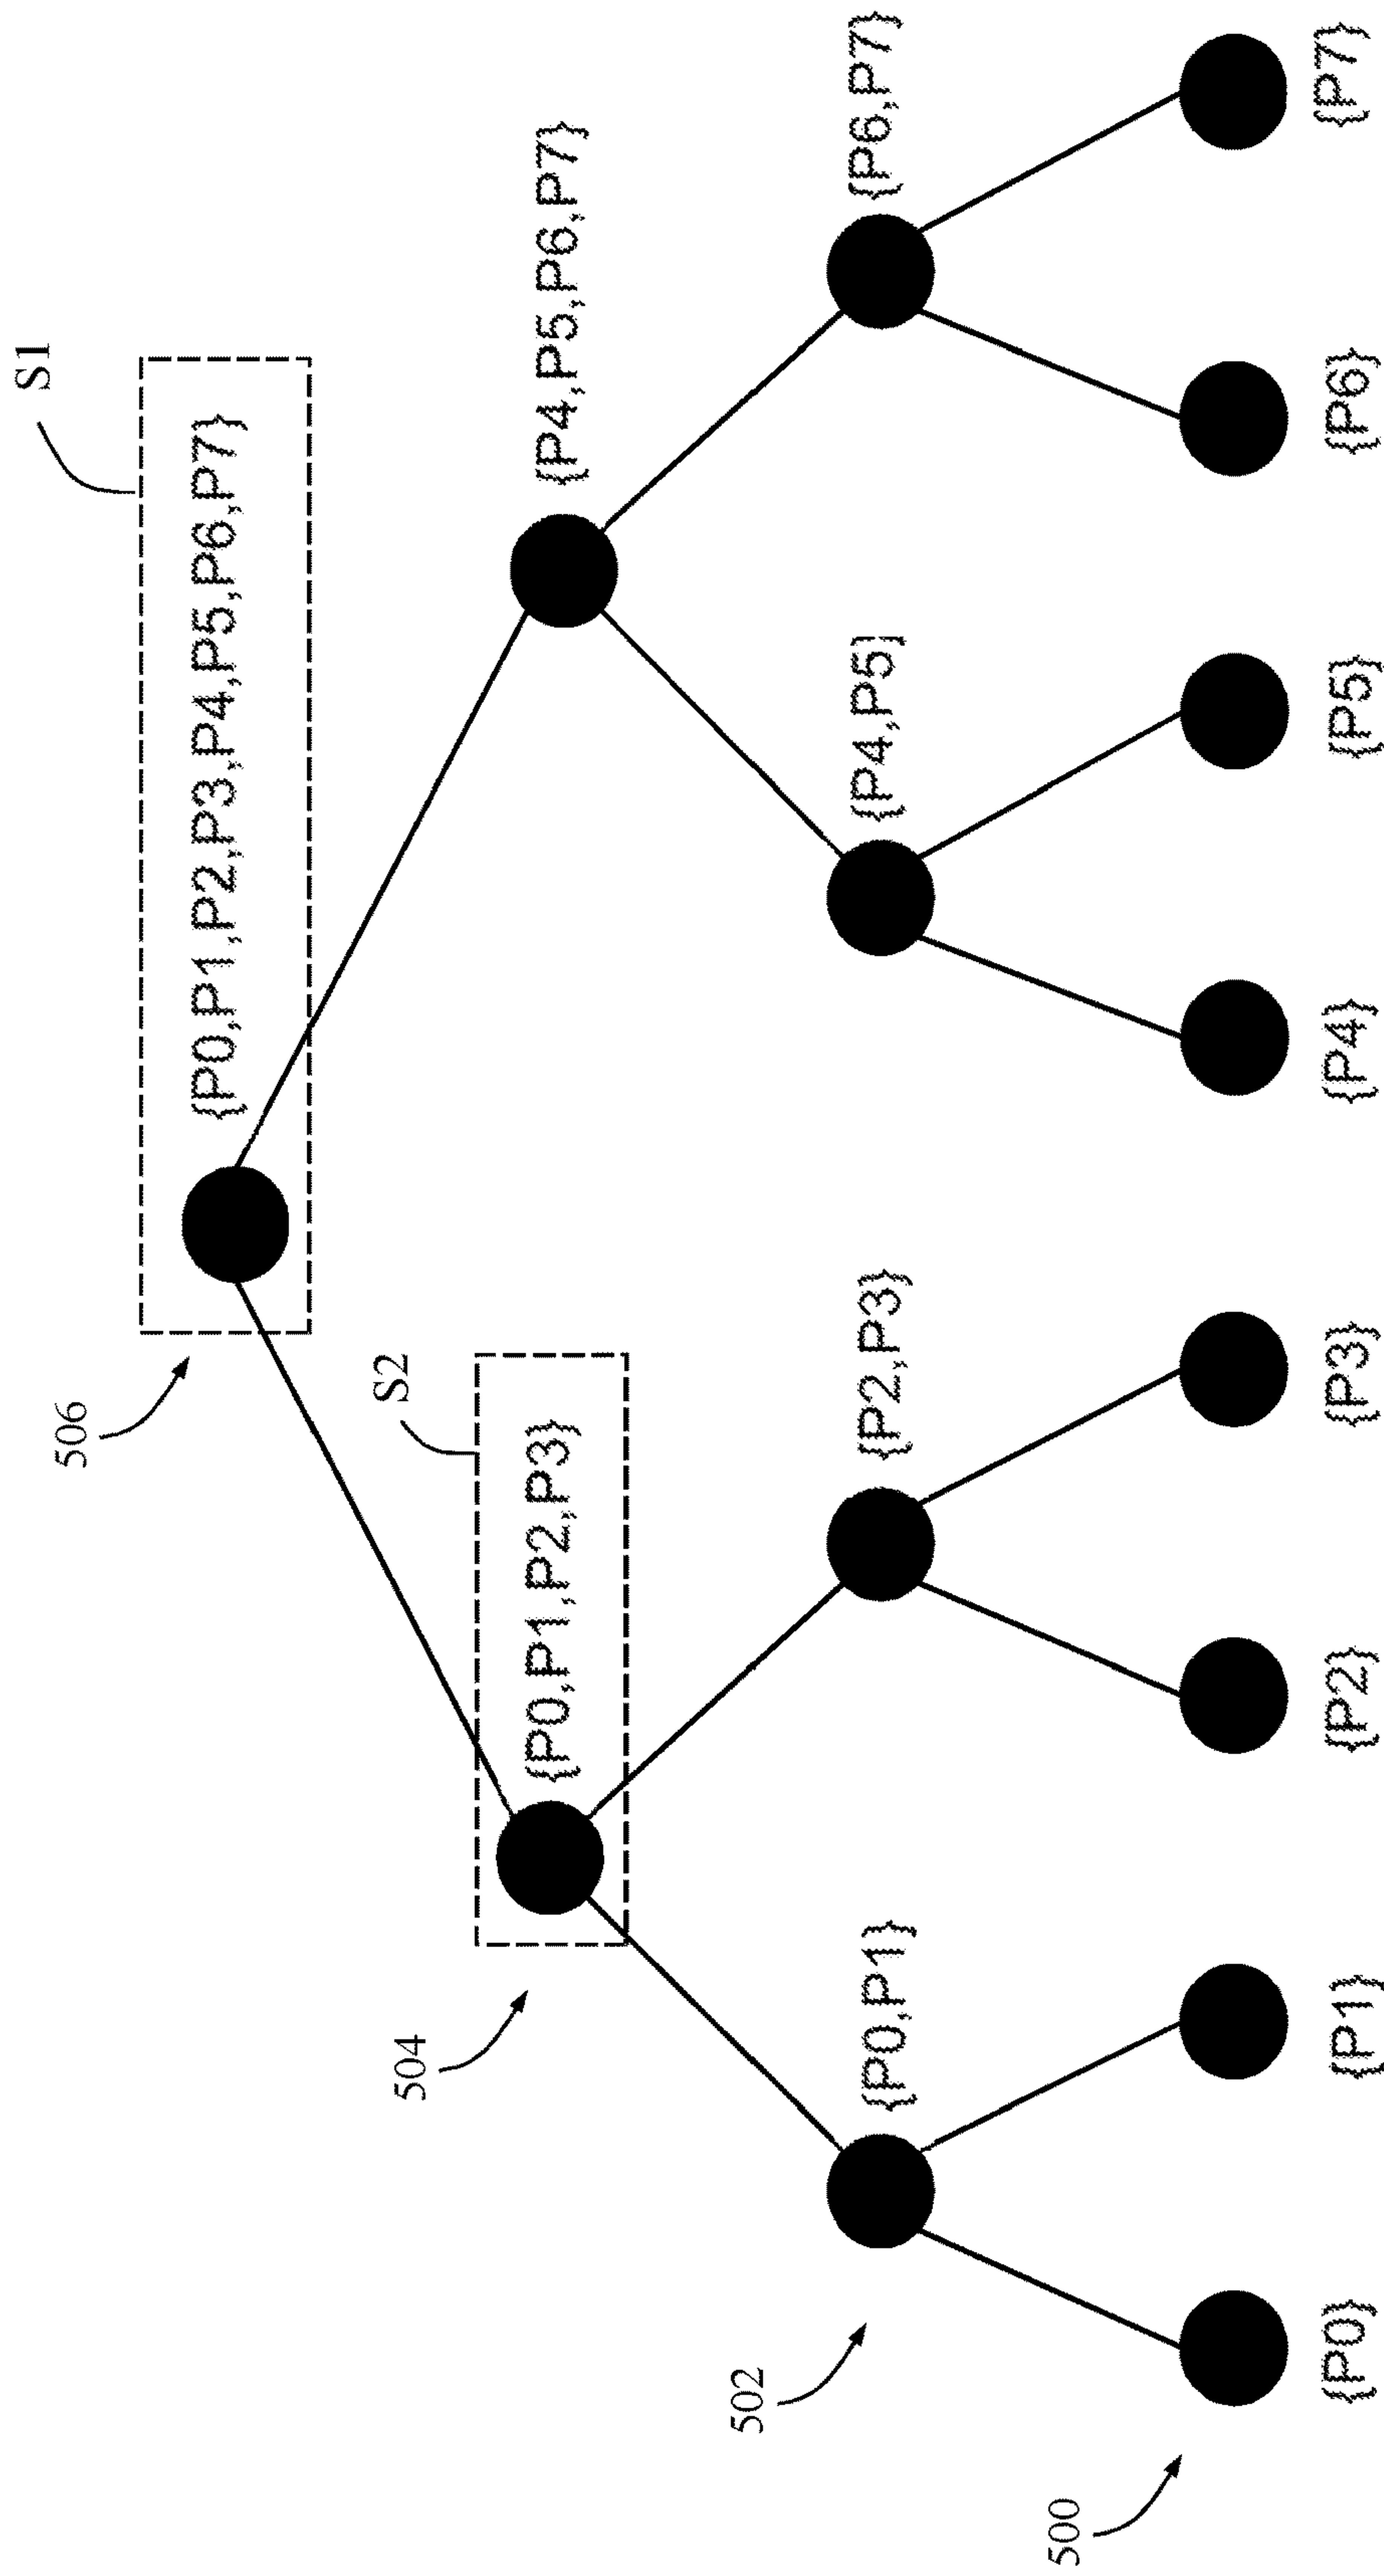 S1
506
{P0,P1,P2,P3,P4,P5,P6,P7}
S2
504
{P0,P1,P2,P3}
{P4,P5,P6,P7}
502
{P0,P1}
{P2,P3}
{P4,P5]
{P6,P7}
500
{P0}
{P1}
{P2}
{P3}
{P4}
{P5}
{P6}
{P7}